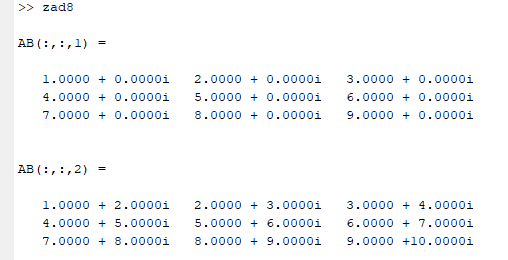 >> zad8
AB(:,:,1) =
1.0000 + 0.0000i   2.0000 + 0.0000i   3.0000 + 0.0000i
4.0000 + 0.0000i   5.0000 + 0.0000i   6.0000 + 0.0000i
7.0000 + 0.0000i   8.0000 + 0.0000i   9.0000 + 0.0000i
AB(:,:,2) =
1.0000 + 2.0000i   2.0000 + 3.0000i   3.0000 + 4.0000i
4.0000 + 5.0000i   5.0000 + 6.0000i   6.0000 + 7.0000i
7.0000 + 8.0000i   8.0000 + 9.0000i   9.0000 +10.0000i